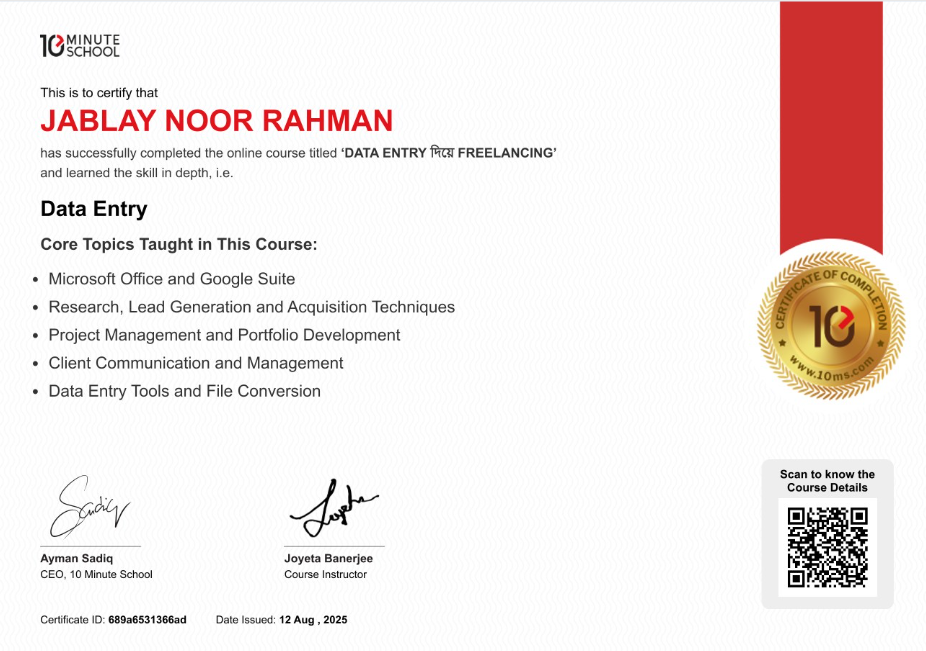 10 MINUTE
SCHOOL
This is to certify that
JABLAY NOOR RAHMAN
has successfully completed the online course titled ‘DATA ENTRY দিয়ে FREELANCING’
and learned the skill in depth, i.e.
Data Entry
Core Topics Taught in This Course:
• Microsoft Office and Google Suite
• Research, Lead Generation and Acquisition Techniques
• Project Management and Portfolio Development
• Client Communication and Management
• Data Entry Tools and File Conversion
CERTIFICATE OF COMPLETION
10
www.10ms.com
Scan to know the
Course Details
Sadiq
Joyeta
Ayman Sadiq
CEO, 10 Minute School
Joyeta Banerjee
Course Instructor
Certificate ID: 689a6531366ad
Date Issued: 12 Aug , 2025